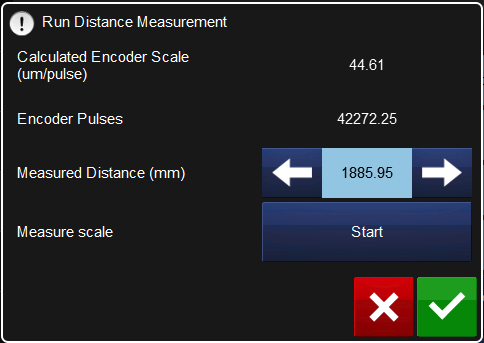 Run Distance Measurement
Calculated Encoder Scale
(um/pulse)
44.61
Encoder Pulses
42272.25
Measured Distance (mm)
1885.95
Measure scale
Start